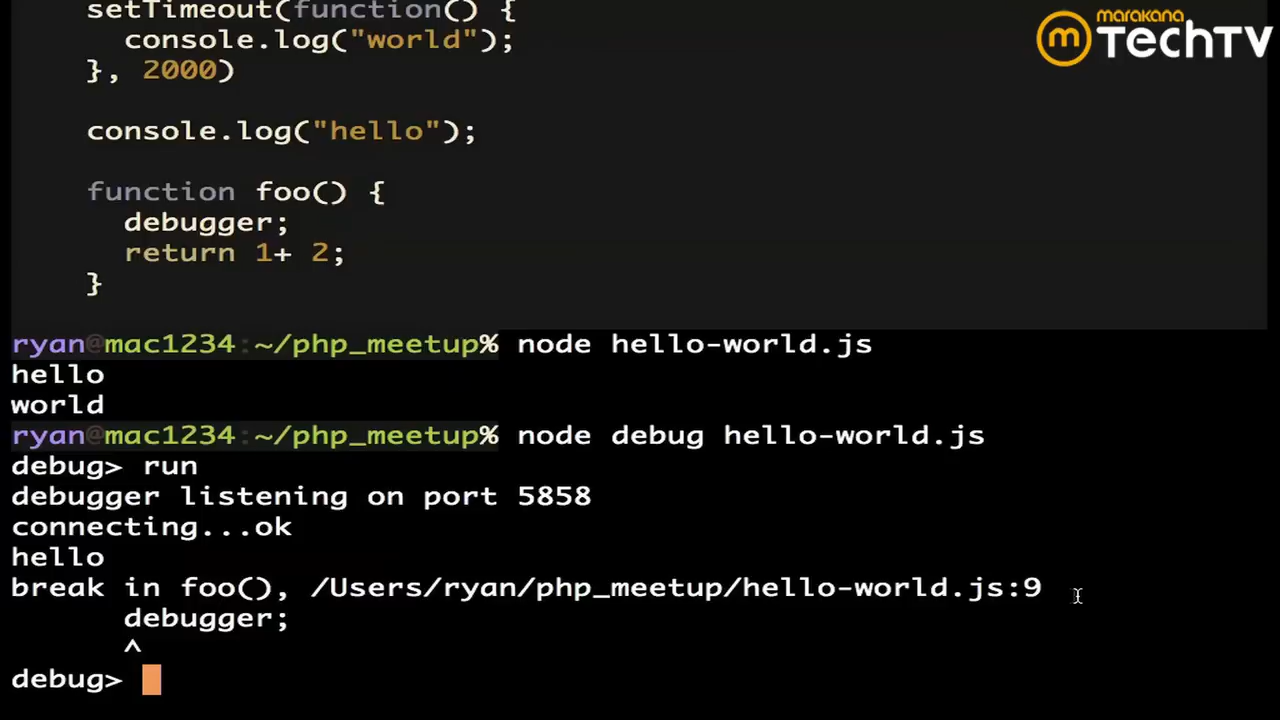 setTimeout(function() {
marakana
TechTV
  console.log("world");
}, 2000)
console.log("hello");
function foo() {
  debugger;
  return 1+ 2;
}
ryan@mac1234:~/php_meetup% node hello-world.js
hello
world
ryan@mac1234:~/php_meetup% node debug hello-world.js
debug> run
debugger listening on port 5858
connecting...ok
hello
break in foo(), /Users/ryan/php_meetup/hello-world.js:9
      debugger;
      ^
debug>